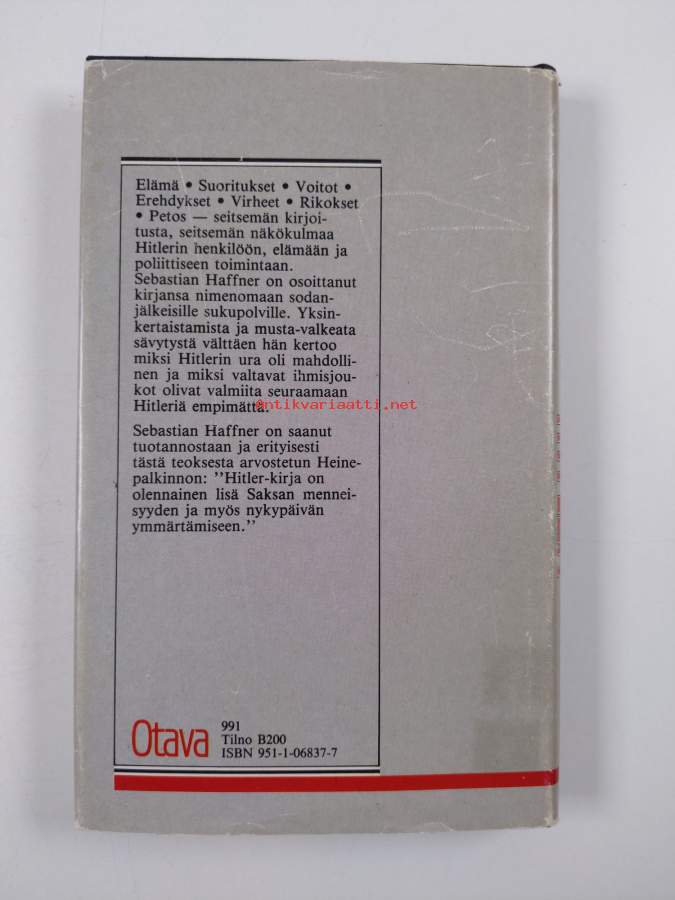 Elämä • Suoritukset • Voitot •
Erehdykset • Virheet • Rikokset
• Petos — seitsemän kirjoi-
tusta, seitsemän näkökulmaa
Hitlerin henkilöön, elämään ja
poliittiseen toimintaan.
Sebastian Haffner on osoittanut
kirjansa nimenomaan sodan-
jälkeisille sukupolville. Yksin-
kertaistamista ja musta-valkeata
sävytystä välttäen hän kertoo
miksi Hitlerin ura oli mahdolli-
nen ja miksi valtavat ihmisjou-
kot olivat valmiita seuraamaan
Hitleriä empimättä.
antikvariaatti.net
Sebastian Haffner on saanut
tuotannostaan ja erityisesti
tästä teoksesta arvostetun Heine-
palkinnon: ”Hitler-kirja on
olennainen lisä Saksan mennei-
syyden ja myös nykypäivän
ymmärtämiseen.”
Otava
991
Tilno B200
ISBN 951-1-06837-7